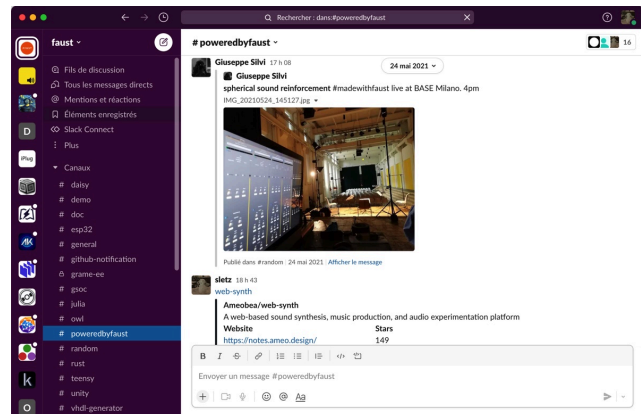 Rechercher : dans:#poweredbyfaust
faust
Fils de discussion
Tous les messages directs
Mentions et réactions
Éléments enregistrés
Slack Connect
Plus
Canaux
# daisy
# demo
# doc
# esp32
# general
# github-notification
grame-ee
# gsoc
# julia
# owl
# poweredbyfaust
# random
# rust
# teensy
# unity
# vhdl-generator
D
iPlug
k
O
# poweredbyfaust
16
24 mai 2021
Giuseppe Silvi 17 h 08
Giuseppe Silvi
spherical sound reinforcement #madewithfaust live at BASE Milano. 4pm
IMG_20210524_145127.jpg
Publié dans #random | 24 mai 2021 | Afficher le message
sletz 18 h 43
web-synth
Ameobea/web-synth
A web-based sound synthesis, music production, and audio experimentation platform
Website Stars
https://notes.ameo.design/ 149
B I S
Envoyer un message #poweredbyfaust
@ Aa